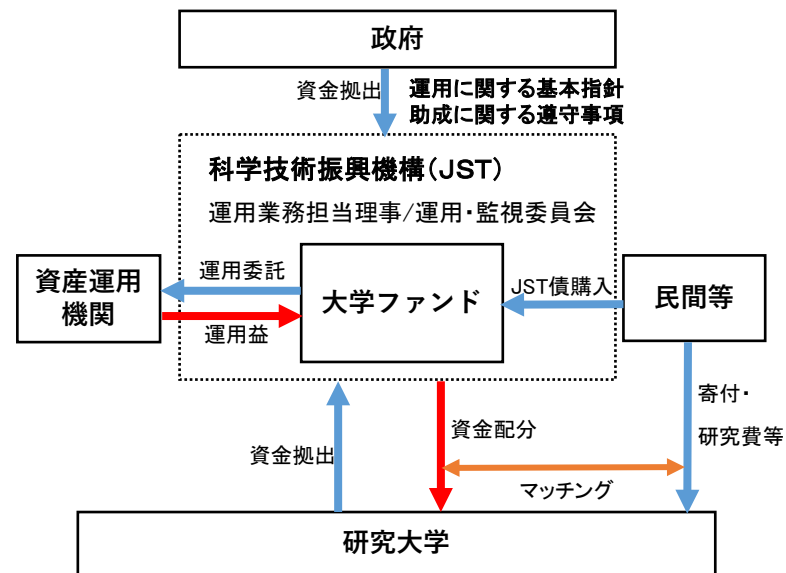 政府
資金拠出
運用に関する基本指針
助成に関する遵守事項
科学技術振興機構(JST)
運用業務担当理事/運用・監視委員会
資産運用
機関
運用委託
運用益
大学ファンド
JST債購入
民間等
資金拠出
資金配分
寄付・
研究費等
マッチング
研究大学